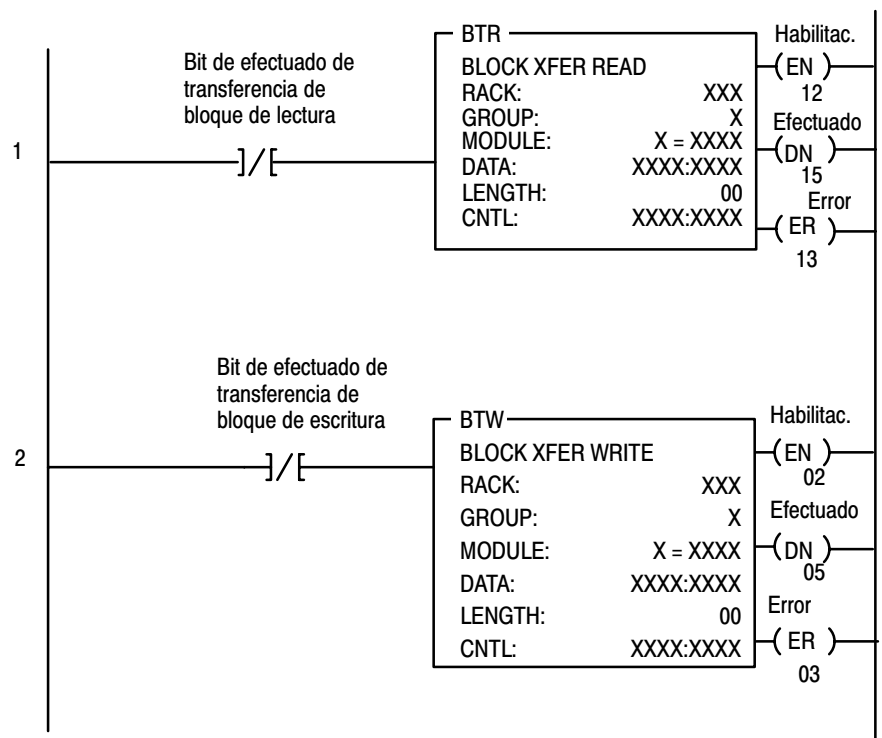 BTR
Habilitac.
Bit de efectuado de
transferencia de
bloque de lectura
BLOCK XFER READ
EN
12
RACK: XXX
GROUP: X
Efectuado
1
MODULE: X = XXXX
DN
15
DATA: XXXX:XXXX
LENGTH: 00
Error
CNTL: XXXX:XXXX
ER
13
Bit de efectuado de
transferencia de
bloque de escritura
BTW
Habilitac.
2
BLOCK XFER WRITE
EN
02
RACK: XXX
GROUP: X
Efectuado
MODULE: X = XXXX
DN
05
DATA: XXXX:XXXX
LENGTH: 00
Error
CNTL: XXXX:XXXX
ER
03